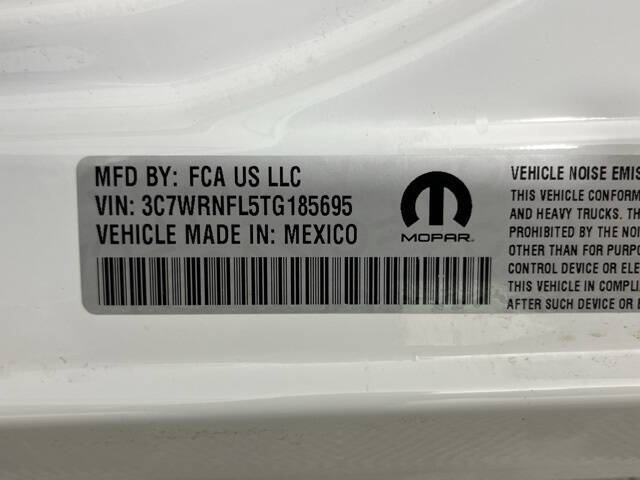 MFD BY: FCA US LLC
VIN: 3C7WRNFL5TG185695
VEHICLE MADE IN: MEXICO
MOPAR
VEHICLE NOISE EMIS
THIS VEHICLE CONFORM
AND HEAVY TRUCKS. TH
PROHIBITED BY THE NOI
OTHER THAN FOR PURPO
CONTROL DEVICE OR ELE
THIS VEHICLE IN COMPLI
AFTER SUCH DEVICE OR E